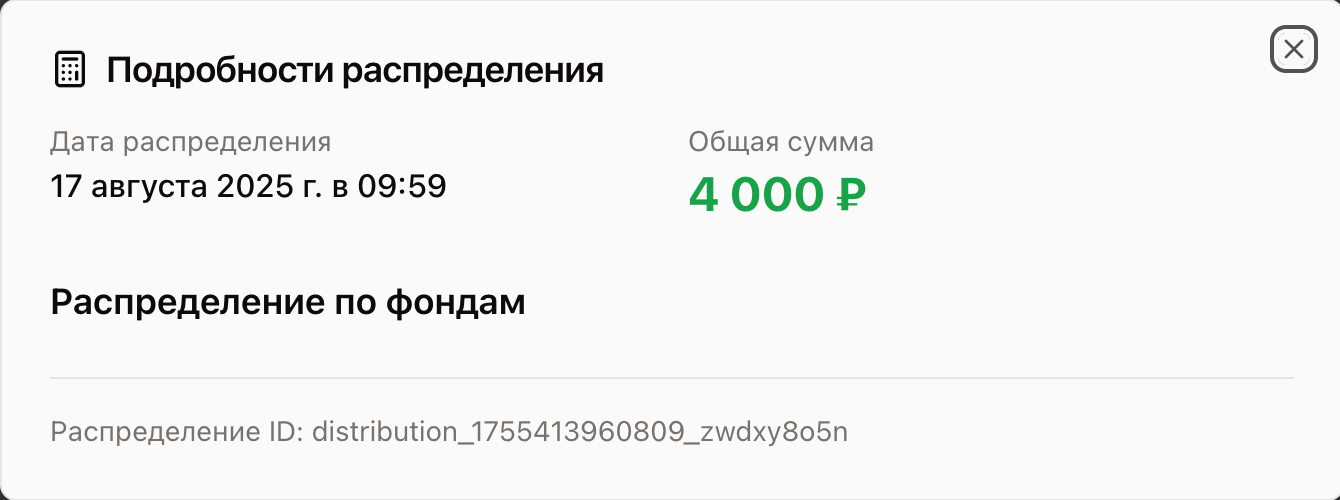 Подробности распределения
Дата распределения
17 августа 2025 г. в 09:59
Общая сумма
4 000 ₽
Распределение по фондам
Распределение ID: distribution_1755413960809_zwdxy8o5n